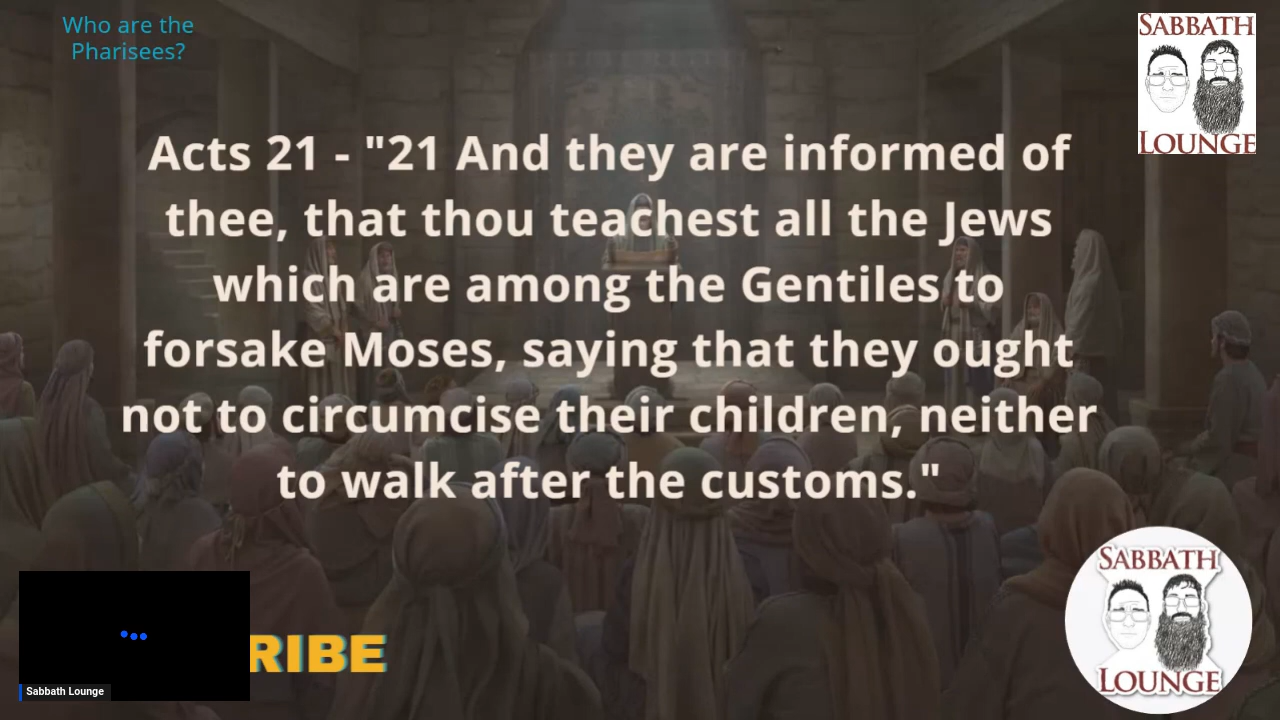 Who are the
Pharisees?
SABBATH
LOUNGE
Acts 21 - "21 And they are informed of
thee, that thou teachest all the Jews
which are among the Gentiles to
forsake Moses, saying that they ought
not to circumcise their children, neither
to walk after the customs."
SABBATH
LOUNGE
RIBE
Sabbath Lounge